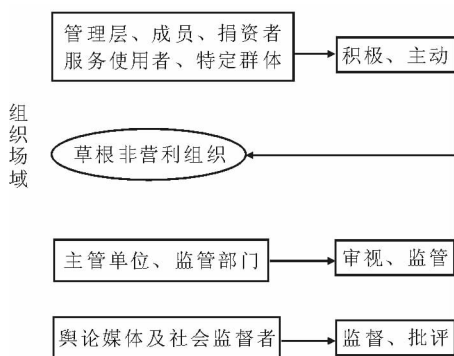 管理层、成员、捐资者
服务使用者、特定群体
积极、主动
组织场域
草根非营利组织
主管单位、监管部门
审视、监管
舆论媒体及社会监督者
监督、批评